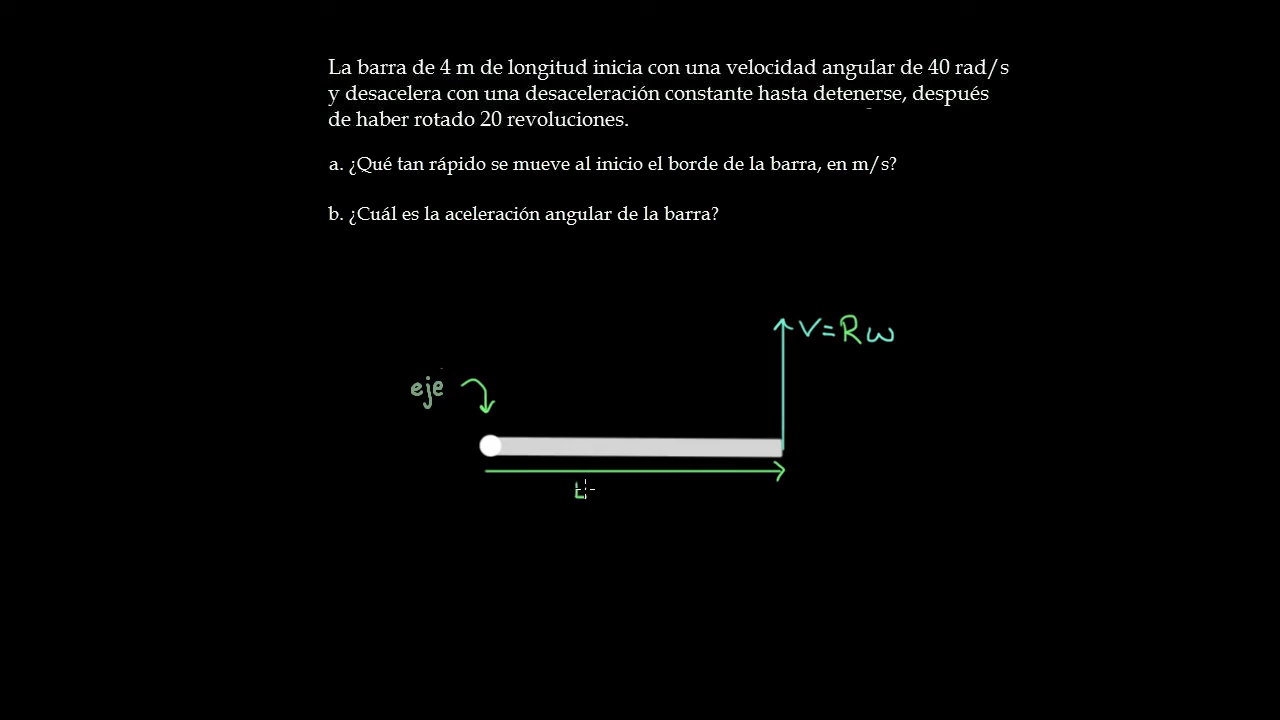 La barra de 4 m de longitud inicia con una velocidad angular de 40 rad/s
y desacelera con una desaceleración constante hasta detenerse, después
de haber rotado 20 revoluciones.
a. ¿Qué tan rápido se mueve al inicio el borde de la barra, en m/s?
b. ¿Cuál es la aceleración angular de la barra?
V=Rω
eje